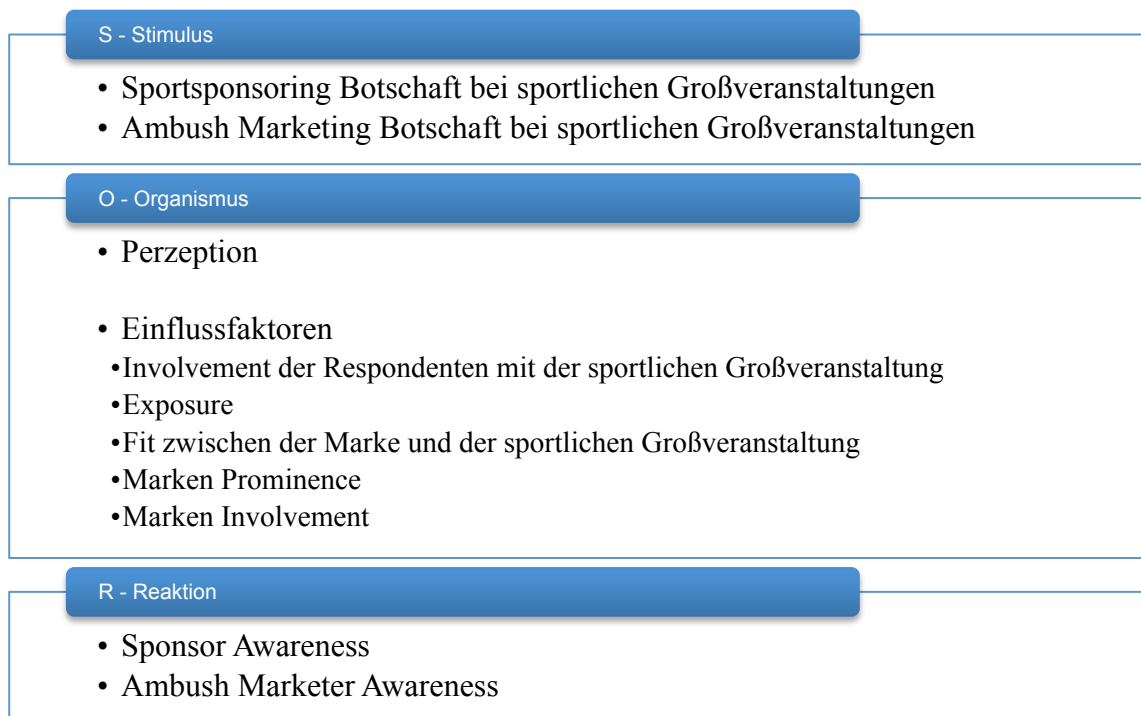 S - Stimulus
• Sportsponsoring Botschaft bei sportlichen Großveranstaltungen
• Ambush Marketing Botschaft bei sportlichen Großveranstaltungen
O - Organismus
• Perzeption
• Einflussfaktoren
•Involvement der Respondenten mit der sportlichen Großveranstaltung
•Exposure
•Fit zwischen der Marke und der sportlichen Großveranstaltung
•Marken Prominence
•Marken Involvement
R - Reaktion
• Sponsor Awareness
• Ambush Marketer Awareness